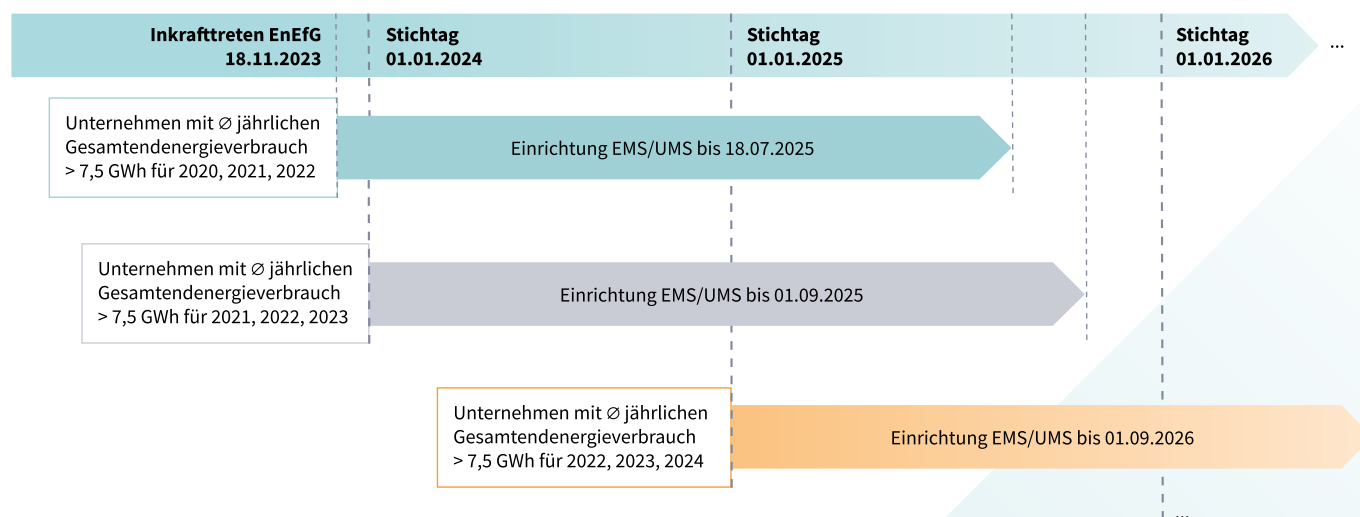 Inkrafttreten EnEfG
18.11.2023
Stichtag
01.01.2024
Stichtag
01.01.2025
Stichtag
01.01.2026
...
Unternehmen mit ∅ jährlichen
Gesamtendenergieverbrauch
> 7,5 GWh für 2020, 2021, 2022
Einrichtung EMS/UMS bis 18.07.2025
Unternehmen mit ∅ jährlichen
Gesamtendenergieverbrauch
> 7,5 GWh für 2021, 2022, 2023
Einrichtung EMS/UMS bis 01.09.2025
Unternehmen mit ∅ jährlichen
Gesamtendenergieverbrauch
> 7,5 GWh für 2022, 2023, 2024
Einrichtung EMS/UMS bis 01.09.2026
...